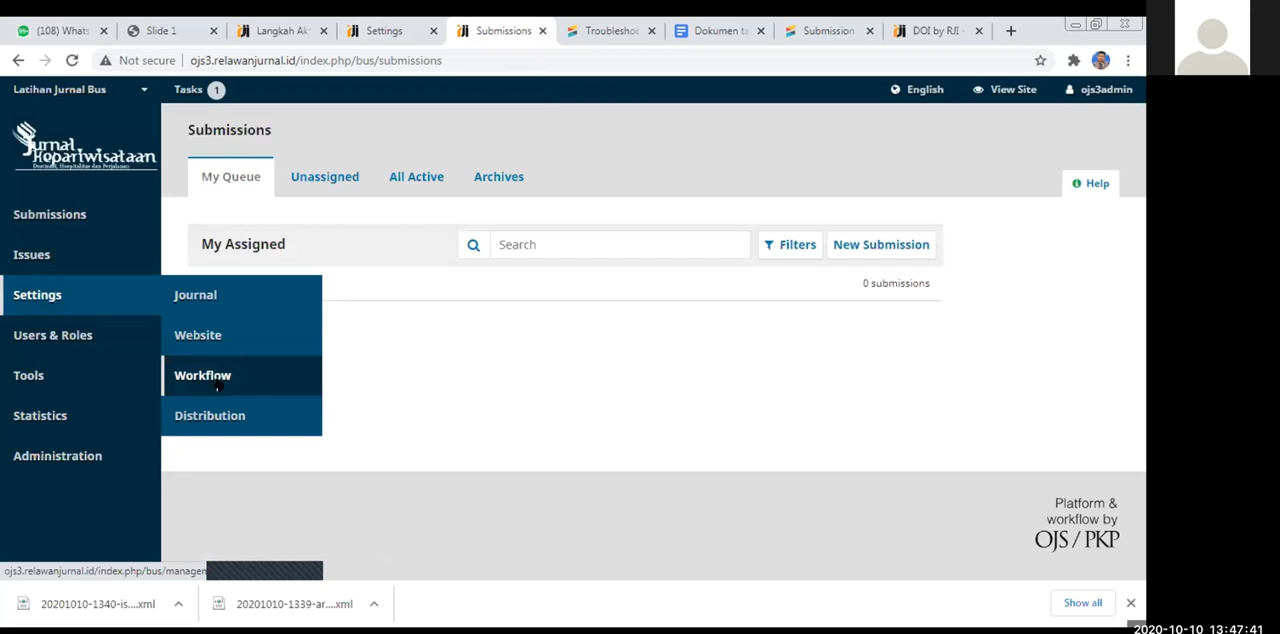 (108) Whats
Slide 1
Langkah Ak
Settings
Submissions
Troubleshoo
Dokumen ta
Submission
DOI by RJI -
Not secure
ojs3.relawanjurnal.id/index.php/bus/submissions
Latihan Jurnal Bus
Tasks 1
English
View Site
ojs3admin
Jurnal
Kepariwisataan
Submissions
My Queue
Unassigned
All Active
Archives
Help
My Assigned
Search
Filters
New Submission
0 submissions
Submissions
Issues
Settings
Users & Roles
Tools
Statistics
Administration
Journal
Website
Workflow
Distribution
Platform &
workflow by
OJS / PKP
ojs3.relawanjurnal.id/index.php/bus/managem
20201010-1340-is....xml
20201010-1339-ar....xml
Show all
2020-10-10 13:47:41